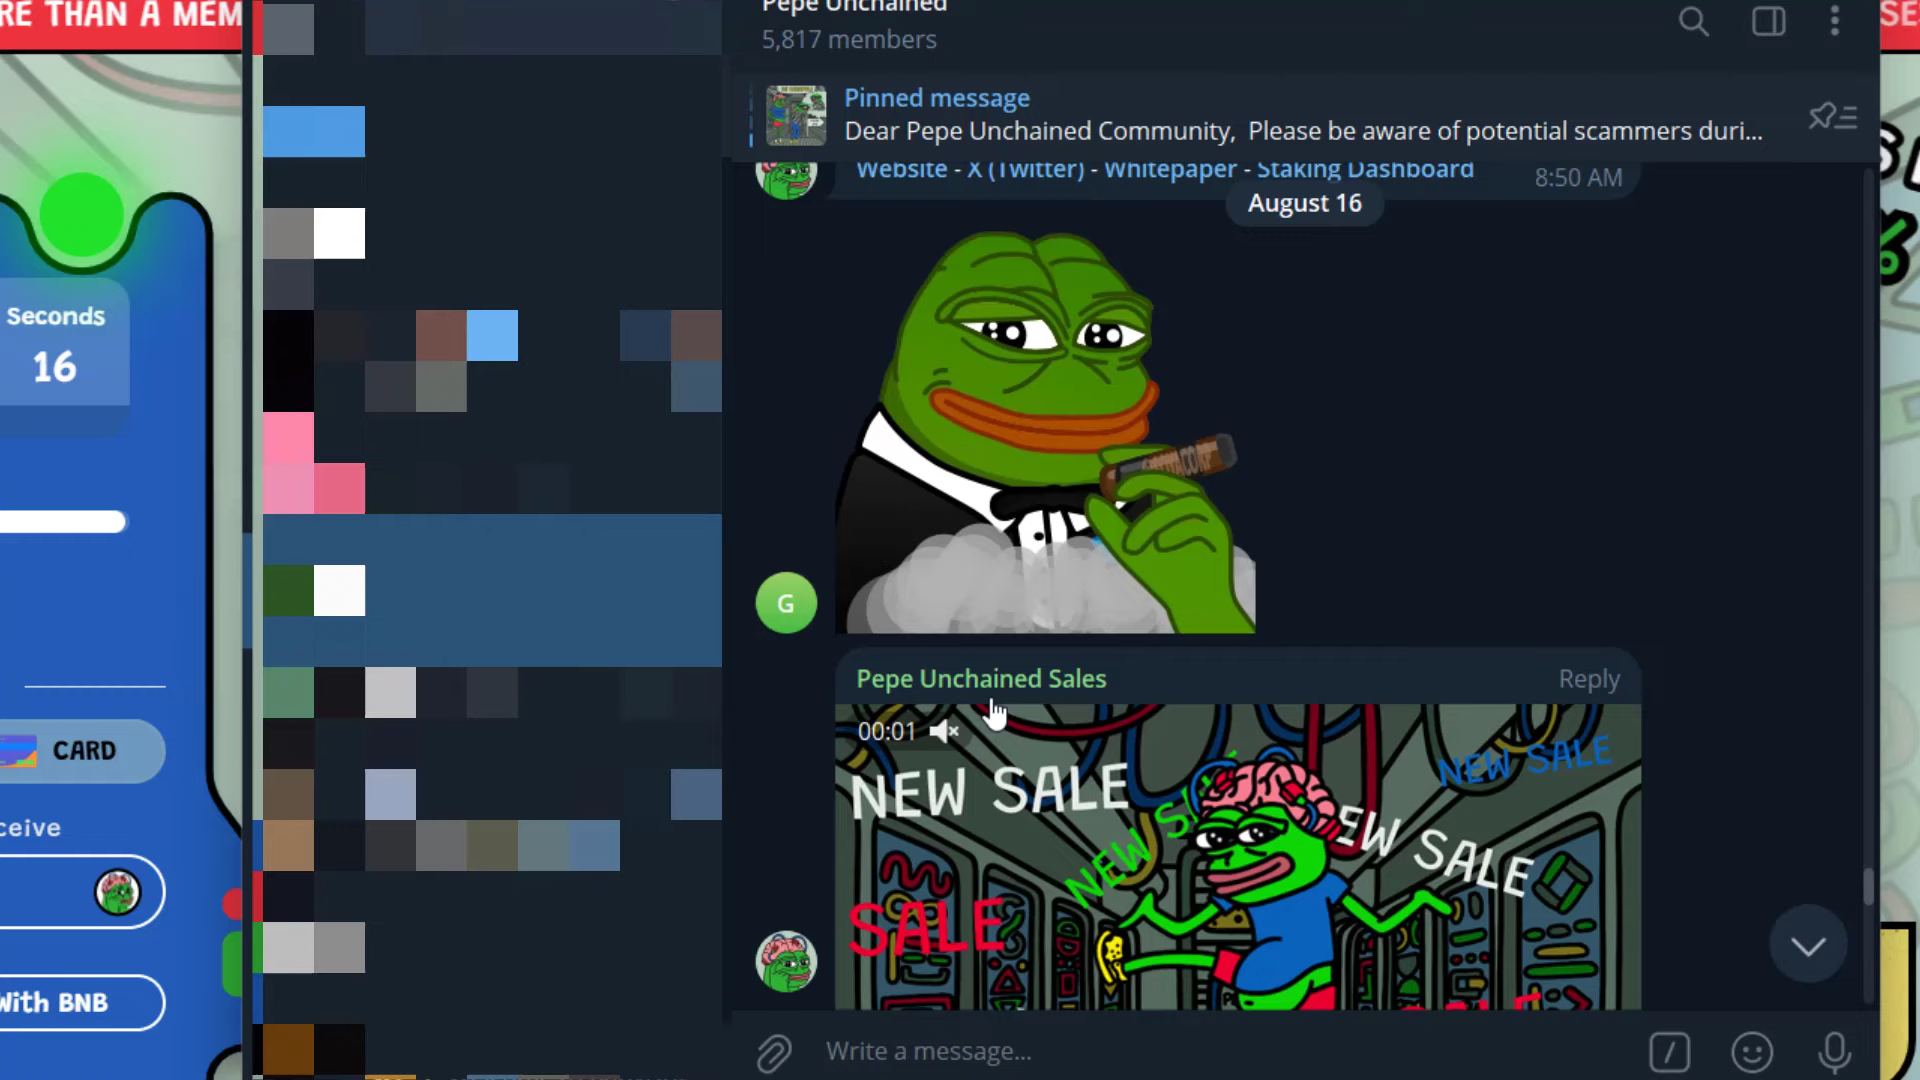 RE THAN A MEM
Pepe Unchained
5,817 members
Pinned message
Dear Pepe Unchained Community, Please be aware of potential scammers duri...
Website - X (Twitter) - Whitepaper - Staking Dashboard
8:50 AM
August 16
Seconds
16
G
Pepe Unchained Sales
Reply
00:01
NEW SALE
NEW SALE
NEW SA
EW SALE
SALE
CARD
ceive
With BNB
Write a message...
SE
%